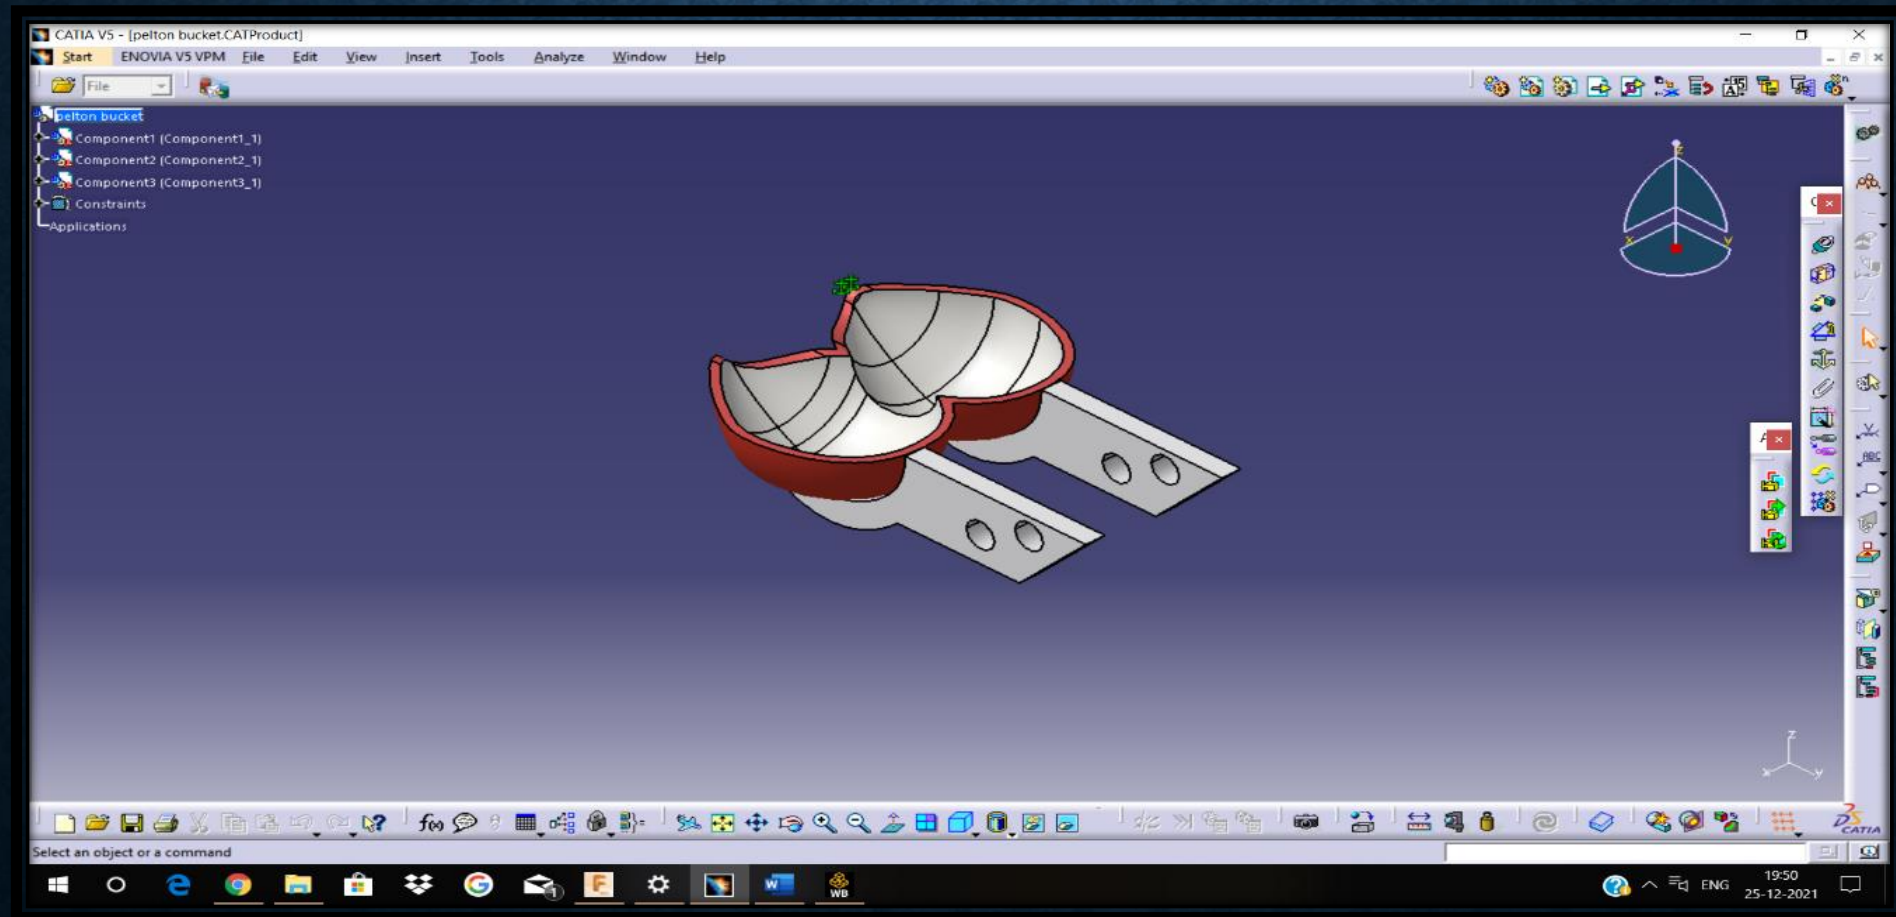 CATIA V5 - [pelton bucket.CATProduct]
Start ENOVIA V5 VPM File Edit View Insert Tools Analyze Window Help
File
pelton bucket
Component1 (Component1_1)
Component2 (Component2_1)
Component3 (Component3_1)
Constraints
Applications
z
x y
z
x y
f(x)
CATIA
Select an object or a command
WB
19:50
ENG
25-12-2021